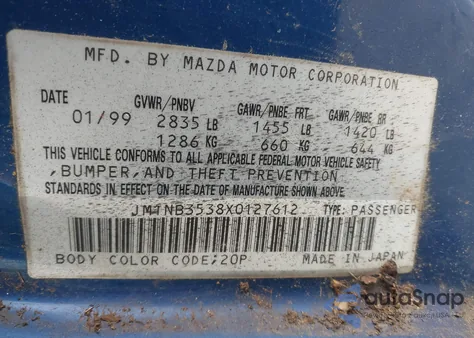 MFD. BY MAZDA MOTOR CORPORATION
DATE GVWR/PNBV GAWR/PNBE FRT GAWR/PNBE RR
01/99 2835 LB 1455 LB 1420 LB
1286 KG 660 KG 644 KG
THIS VEHICLE CONFORMS TO ALL APPLICABLE FEDERAL MOTOR VEHICLE SAFETY
,BUMPER,AND THEFT PREVENTION
STANDARDS IN EFFECT ON THE DATE OF MANUFACTURE SHOWN ABOVE.
JM1NB3538X0127612 TYPE: PASSENGER
BODY COLOR CODE;20P MADE IN JAPAN
autoSnap